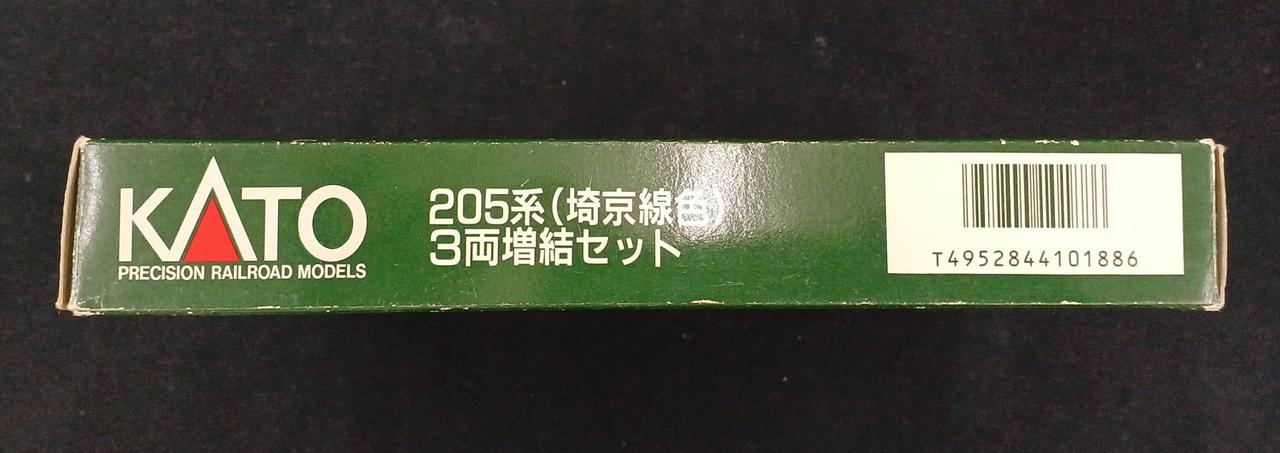 KATO
PRECISION RAILROAD MODELS
205系(埼京線
3両増結セット
T4952844101886